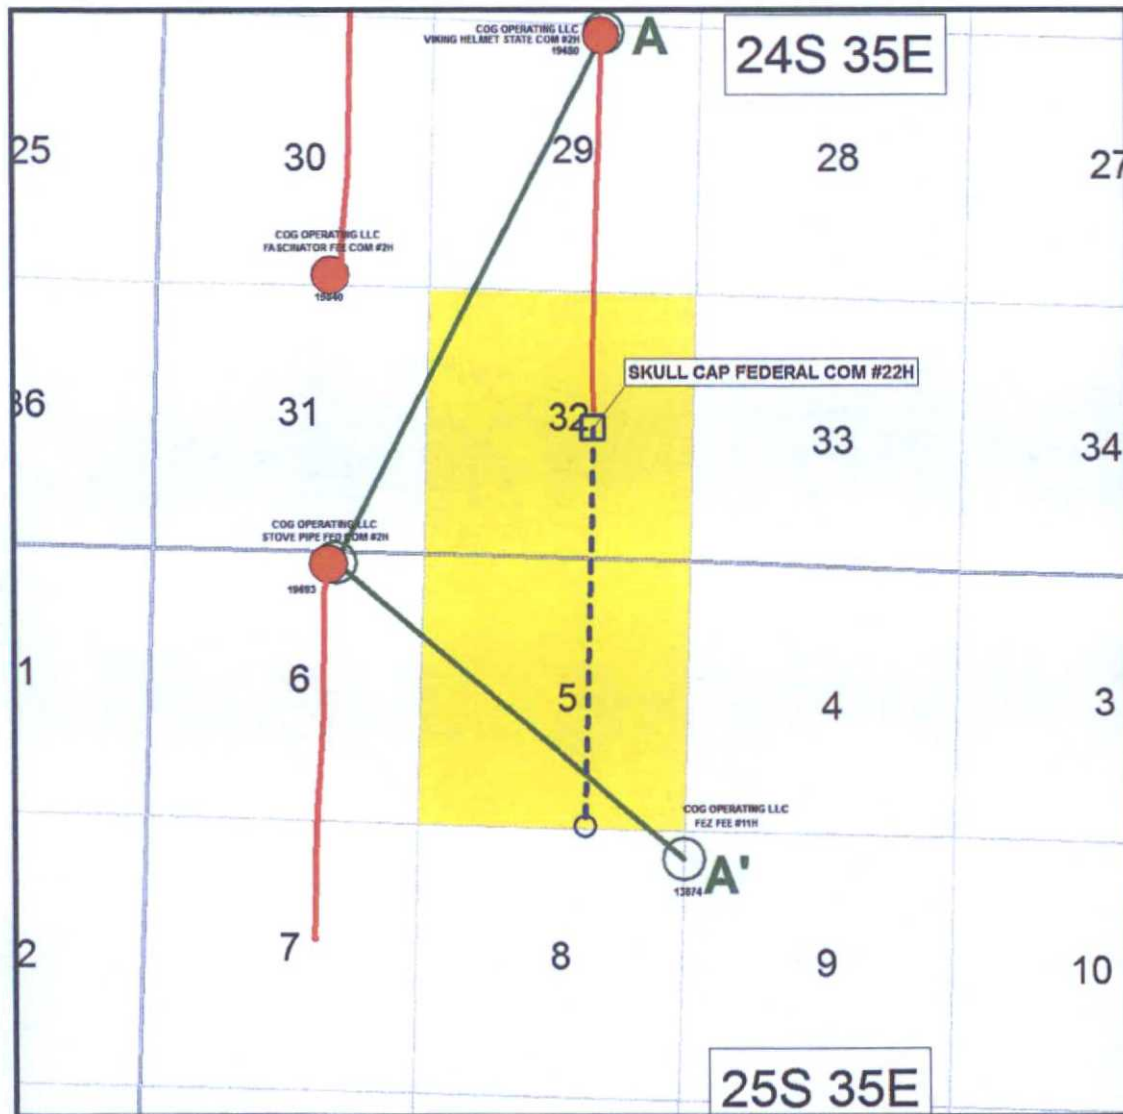 COG OPERATING LLC
VIKING HELMET STATE COM #2H
19480
A
24S 35E
25
30
29
28
27
COG OPERATING LLC
FASCINATOR FEE COM #2H
SKULL CAP FEDERAL COM #22H
36
31
32
33
34
COG OPERATING LLC
STOVE PIPE FED COM #2H
19493
1
6
5
4
3
COG OPERATING LLC
FEZ FEE #11H
13874
A'
2
7
8
9
10
25S 35E